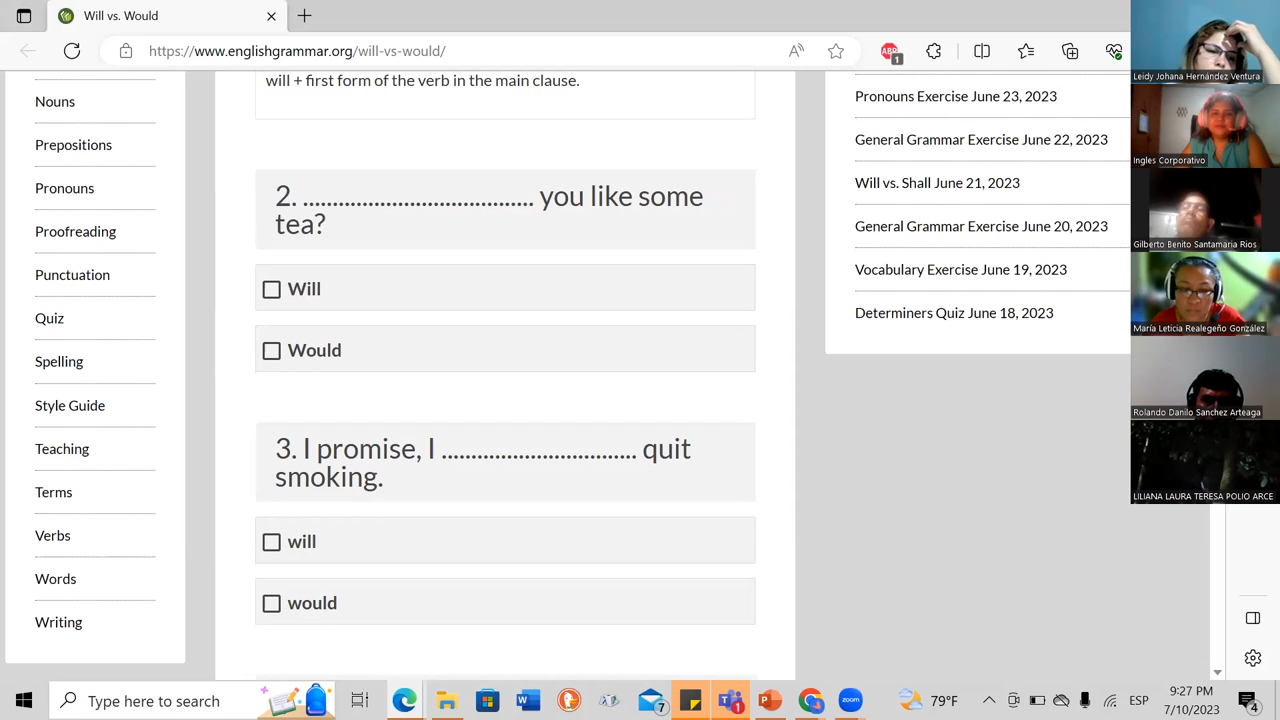 Will vs. Would
https://www.englishgrammar.org/will-vs-would/
ABP
1
Nouns
Prepositions
Pronouns
Proofreading
Punctuation
Quiz
Spelling
Style Guide
Teaching
Terms
Verbs
Words
Writing
will + first form of the verb in the main clause.
2. ....................................... you like some
tea?
Will
Would
3. I promise, I ................................. quit
smoking.
will
would
Pronouns Exercise June 23, 2023
General Grammar Exercise June 22, 2023
Will vs. Shall June 21, 2023
General Grammar Exercise June 20, 2023
Vocabulary Exercise June 19, 2023
Determiners Quiz June 18, 2023
Leidy Johana Hernández Ventura
Ingles Corporativo
Gilberto Benito Santamaria Rios
María Leticia Realegeño González
Rolando Danilo Sanchez Arteaga
LILIANA LAURA TERESA POLIO ARCE
Type here to search
7
1
zoom
79°F
ESP
9:27 PM
7/10/2023
4